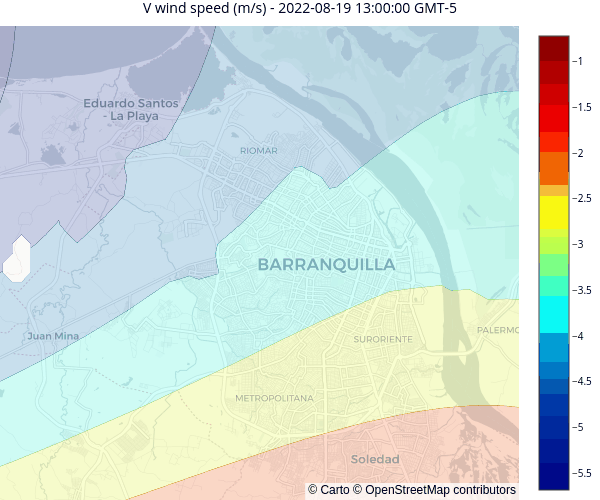 V wind speed (m/s) - 2022-08-19 13:00:00 GMT-5
Eduardo Santos
- La Playa
RIOMAR
BARRANQUILLA
Juan Mina
SURORIENTE
PALERMO
METROPOLITANA
Soledad
© Carto © OpenStreetMap contributors
−1
−1.5
−2
−2.5
−3
−3.5
−4
−4.5
−5
−5.5